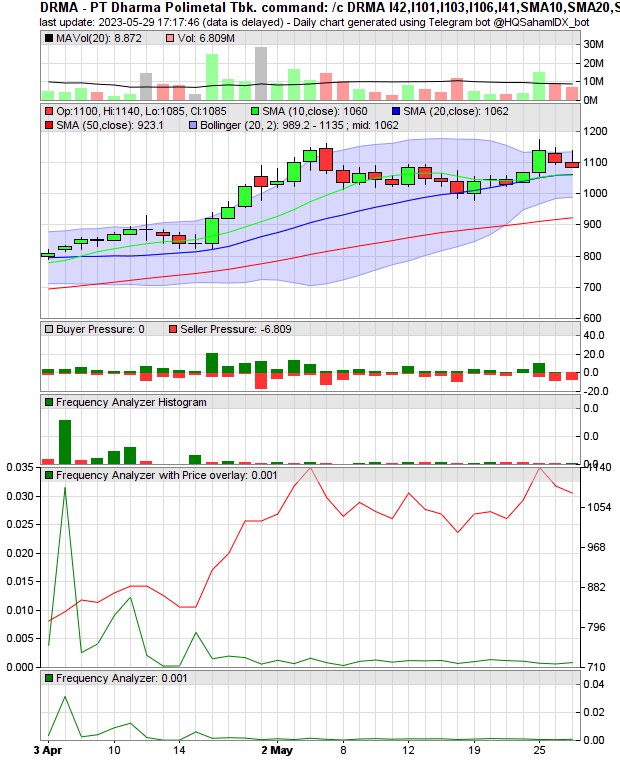 DRMA - PT Dharma Polimetal Tbk. command: /c DRMA I42,I101,I103,I106,I41,SMA10,SMA20,S
last update: 2023-05-29 17:17:46 (data is delayed) - Daily chart generated using Telegram bot @HQSahamIDX_bot
MAVol(20): 8.872 Vol: 6.809M
30M
20M
10M
0M
Op:1100, Hi:1140, Lo:1085, Cl:1085 SMA (10,close): 1060 SMA (20,close): 1062
SMA (50,close): 923.1 Bollinger (20, 2): 989.2 - 1135 ; mid: 1062
1200
1100
1000
900
800
700
600
Buyer Pressure: 0 Seller Pressure: -6.809
40.0
20.0
0.0
-20.0
Frequency Analyzer Histogram
0.0
0.0
0.0
Frequency Analyzer with Price overlay: 0.001
0.035
0.030
0.025
0.020
0.015
0.010
0.005
0.000
1140
1054
968
882
796
710
Frequency Analyzer: 0.001
0.04
0.02
0.00
3 Apr 10 14 2 May 8 12 19 25